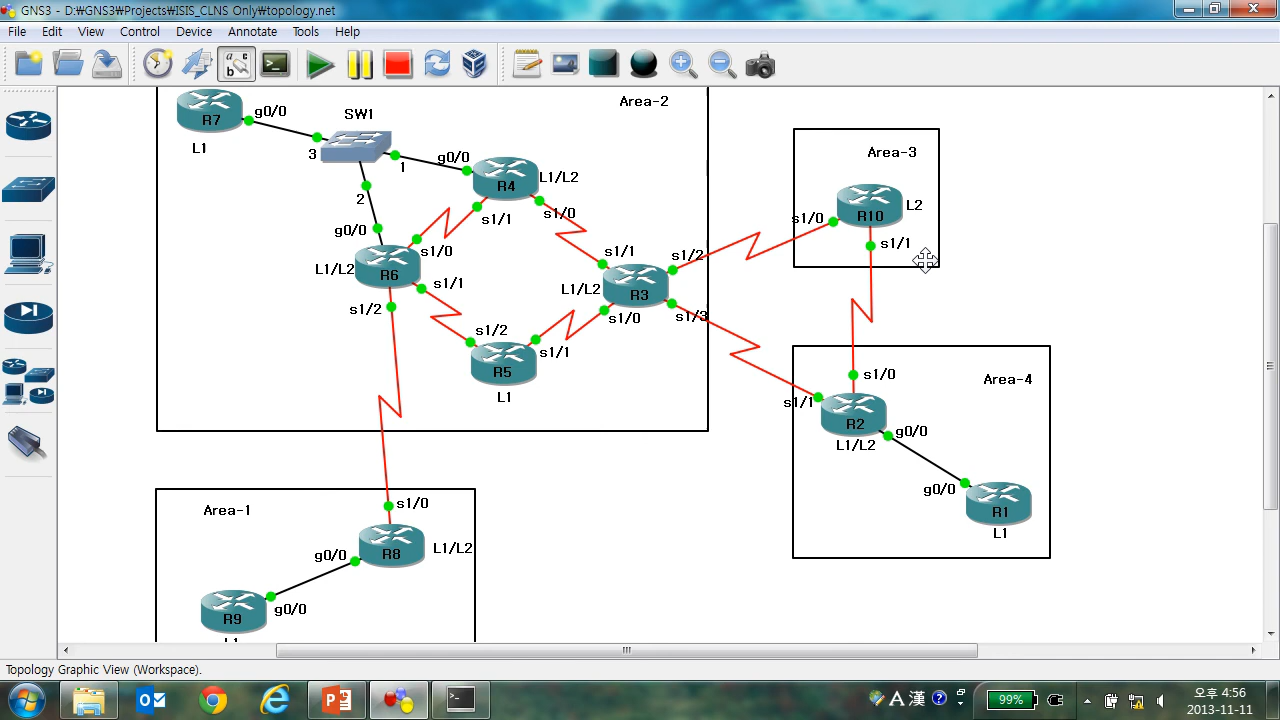 GNS3 - D:₩GNS3₩Projects₩ISIS_CLNS Only₩topology.net
File Edit View Control Device Annotate Tools Help
Area-2
R7
g0/0
L1
SW1
3
1
2
g0/0
R4
L1/L2
s1/1
s1/0
g0/0
R6
L1/L2
s1/0
s1/1
s1/2
s1/1
s1/2
R3
L1/L2
s1/0
s1/3
s1/2
R5
s1/1
L1
Area-3
s1/0
R10
L2
s1/1
Area-4
s1/0
s1/1
R2
L1/L2
g0/0
g0/0
R1
L1
Area-1
s1/0
R8
L1/L2
g0/0
R9
g0/0
L1
Topology Graphic View (Workspace).
A 漢
99%
오후 4:56
2013-11-11